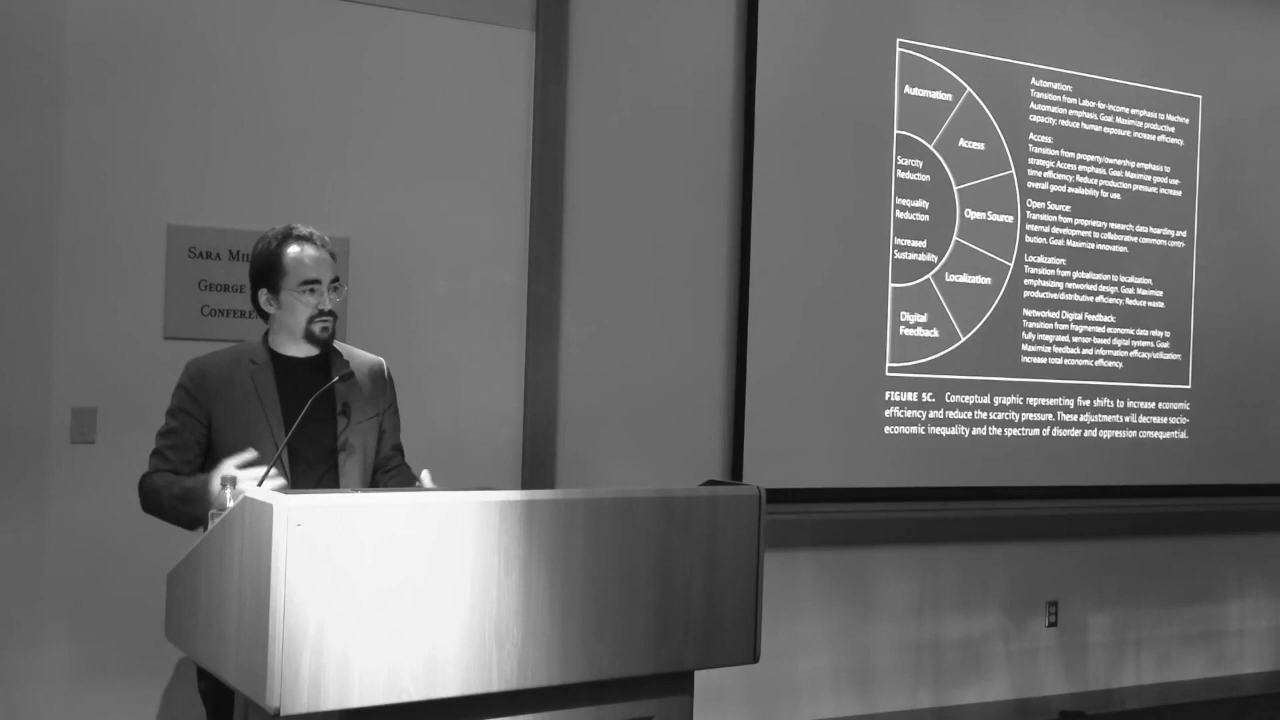 SARA MIL
GEORGE
CONFERE
Automation
Access
Open Source
Localization
Digital
Feedback
Scarcity
Reduction
Inequality
Reduction
Increased
Sustainability
Automation:
Transition from Labor-for-income emphasis to Machine
Automation emphasis. Goal: Maximize productive
capacity; reduce human exposure; increase efficiency.
Access:
Transition from property/ownership emphasis to
strategic Access emphasis. Goal: Maximize good use-
time efficiency; Reduce production pressure; increase
overall good availability for use.
Open Source:
Transition from proprietary research; data hoarding and
internal development to collaborative commons contri-
bution. Goal: Maximize innovation.
Localization:
Transition from globalization to localization,
emphasizing networked design. Goal: Maximize
productive/distributive efficiency; Reduce waste.
Networked Digital Feedback:
Transition from fragmented economic data relay to
fully integrated, sensor-based digital systems. Goal:
Maximize feedback and information efficacy/utilization;
Increase total economic efficiency.
FIGURE 5C. Conceptual graphic representing five shifts to increase economic
efficiency and reduce the scarcity pressure. These adjustments will decrease socio-
economic inequality and the spectrum of disorder and oppression consequential.